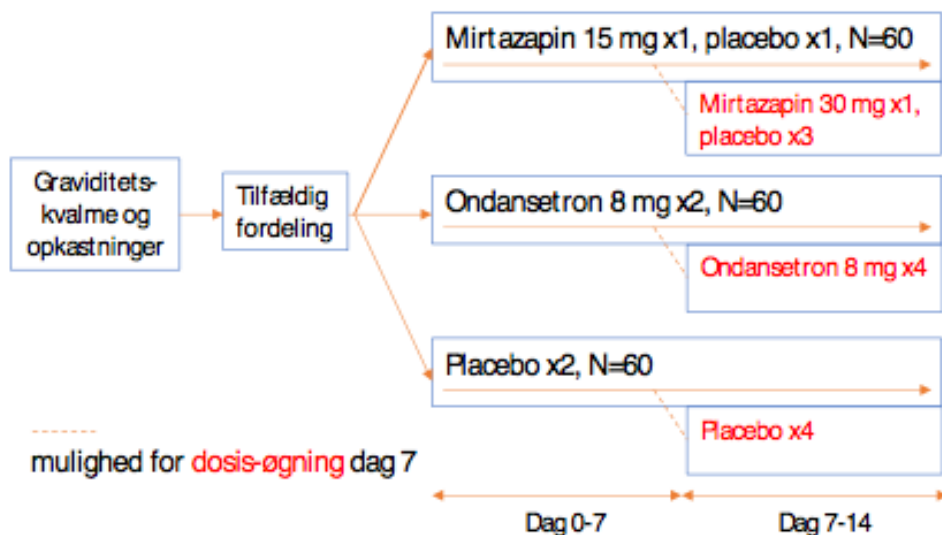 Mirtazapin 15 mg x1, placebo x1, N=60
Mirtazapin 30 mg x1,
placebo x3
Graviditets-
kvalme og
opkastninger
Tilfældig
fordeling
Ondansetron 8 mg x2, N=60
Ondansetron 8 mg x4
Placebo x2, N=60
Placebo x4
mulighed for dosis-øgning dag 7
Dag 0-7
Dag 7-14